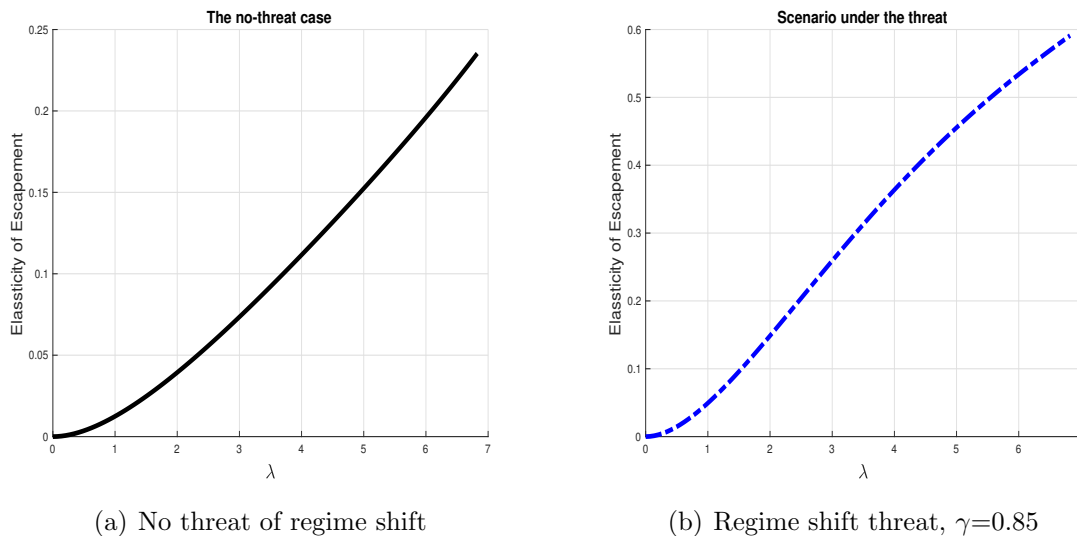 The no-threat case
0.25
0.2
0.15
0.1
0.05
0
Elassticity of Escapement
0 1 2 3 4 5 6 7
λ
(a) No threat of regime shift
Scenario under the threat
0.6
0.5
0.4
0.3
0.2
0.1
0
Elassticity of Escapement
0 1 2 3 4 5 6
λ
(b) Regime shift threat, γ=0.85